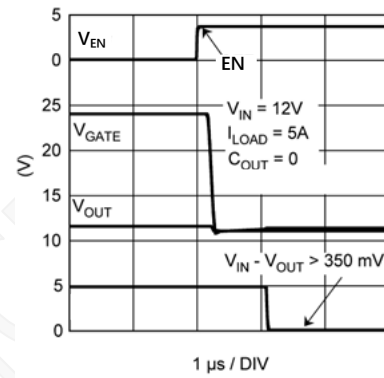 5
V_EN
0
EN
25
V_IN = 12V
V_GATE
I_LOAD = 5A
20
C_OUT = 0
(V)
15
V_OUT
10
V_IN - V_OUT > 350 mV
5
0
1 µs / DIV